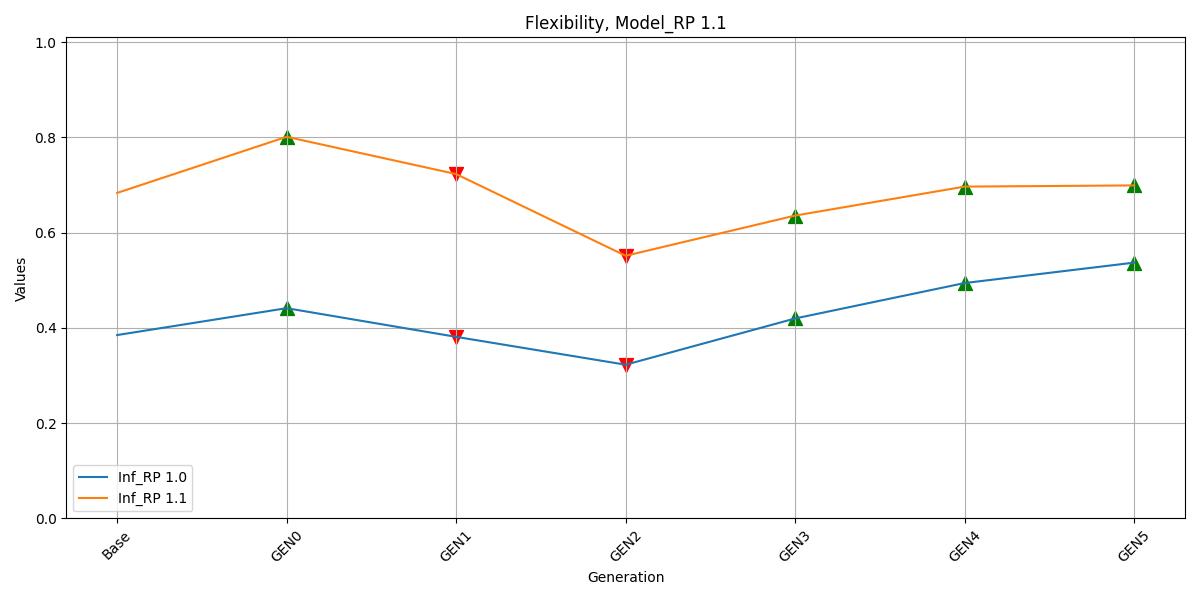 Flexibility, Model_RP 1.1
1.0
0.8
0.6
0.4
0.2
0.0
Values
Inf_RP 1.0
Inf_RP 1.1
Base
GEN0
GEN1
GEN2
GEN3
GEN4
GEN5
Generation